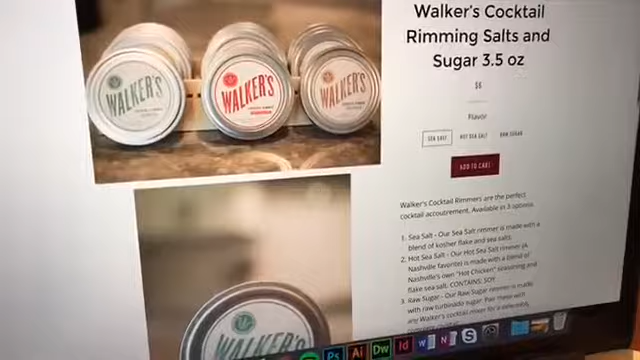 WALKER'S
WALKER'S
WALKER'S
WALKER'S
Walker's Cocktail
Rimming Salts and
Sugar 3.5 oz
$6
Flavor
SEA SALT HOT SEA SALT RAW SUGAR
ADD TO CART
Walker's Cocktail Rimmers are the perfect
cocktail accoutrement. Available in 3 options.
1. Sea Salt - Our Sea Salt rimmer is made with a
blend of kosher flake and sea salts.
2. Hot Sea Salt - Our Hot Sea Salt rimmer (A
Nashville favorite) is made with a blend of
Nashville's own "Hot Chicken" seasoning and
flake sea salt. CONTAINS: SOY
3. Raw Sugar - Our Raw Sugar rimmer is made
with raw turbinado sugar. Pair these with
any Walker's cocktail mixer for a
Ps Ai Dw Id W N S